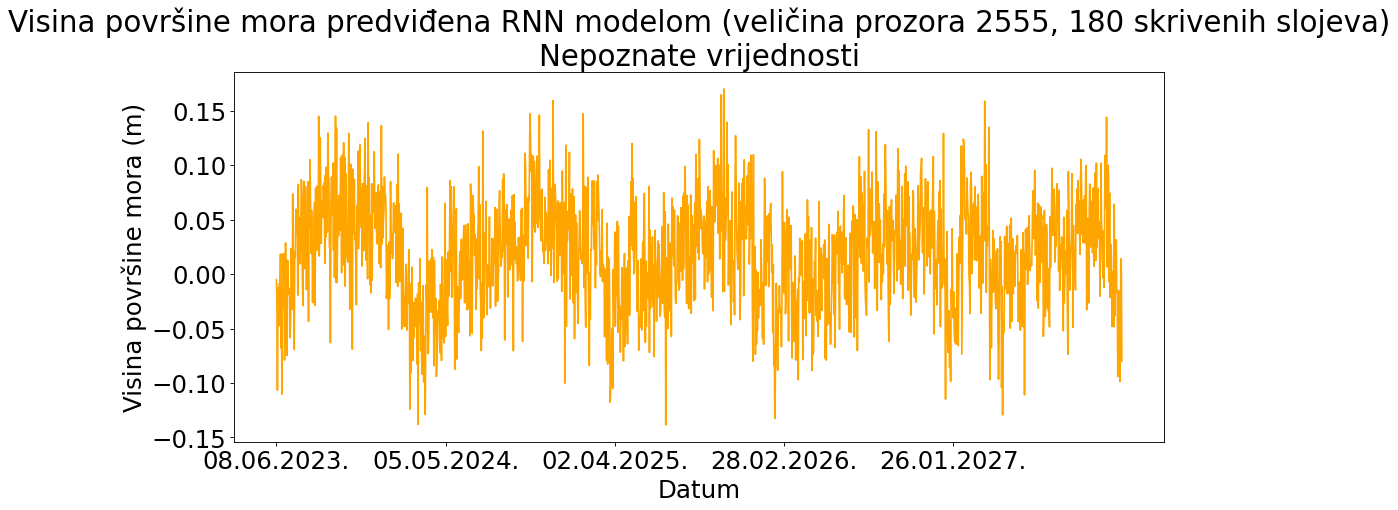 Visina površine mora predviđena RNN modelom (veličina prozora 2555, 180 skrivenih slojeva)
Nepoznate vrijednosti
Visina površine mora (m)
0.15
0.10
0.05
0.00
−0.05
−0.10
−0.15
08.06.2023. 05.05.2024. 02.04.2025. 28.02.2026. 26.01.2027.
Datum